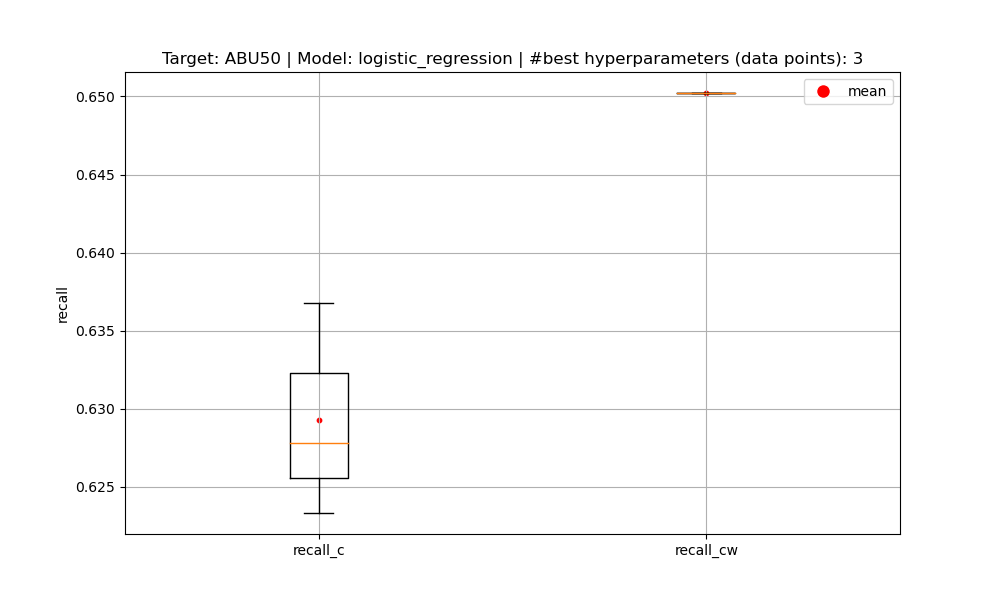 Target: ABU50 | Model: logistic_regression | #best hyperparameters (data points): 3
mean
0.650
0.645
0.640
0.635
0.630
0.625
recall
recall_c
recall_cw